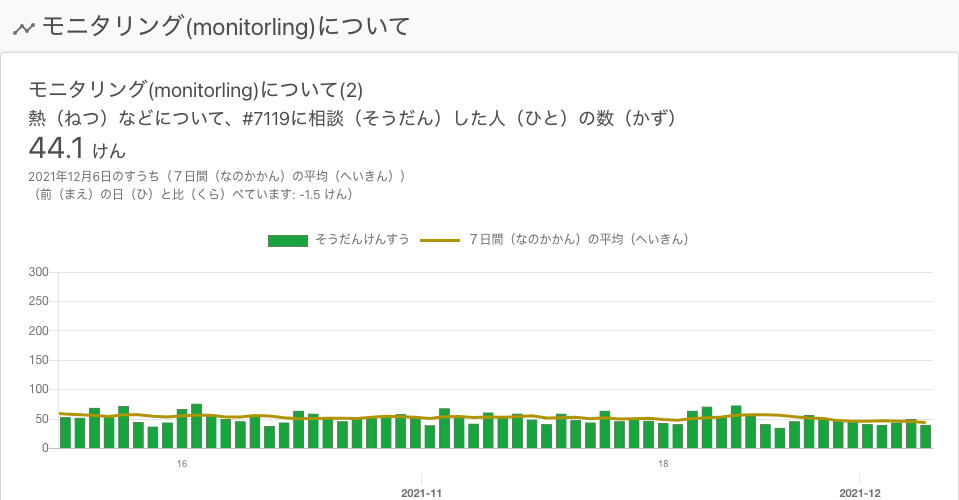 モニタリング(monitorling)について
モニタリング(monitorling)について(2)
熱（ねつ）などについて、#7119に相談（そうだん）した人（ひと）の数（かず）
44.1 けん
2021年12月6日のすうち（７日間（なのかかん）の平均（へいきん））
（前（まえ）の日（ひ）と比（くら）べています: -1.5 けん）
そうだんけんすう ７日間（なのかかん）の平均（へいきん）
300
250
200
150
100
50
0
16 18
2021-11 2021-12